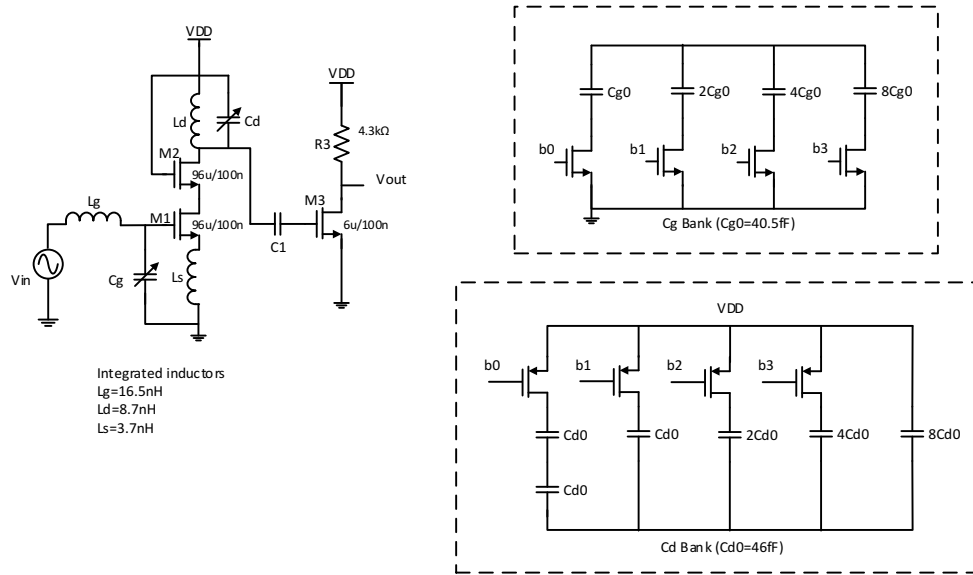 VDD
Ld
Cd
M2
96u/100n
Lg
M1
96u/100n
Vin
Cg
Ls
C1
VDD
R3
4.3kΩ
Vout
M3
6u/100n
Integrated inductors
Lg=16.5nH
Ld=8.7nH
Ls=3.7nH
Cg0
2Cg0
4Cg0
8Cg0
b0
b1
b2
b3
Cg Bank (Cg0=40.5fF)
VDD
b0
b1
b2
b3
Cd0
Cd0
2Cd0
4Cd0
8Cd0
Cd0
Cd Bank (Cd0=46fF)